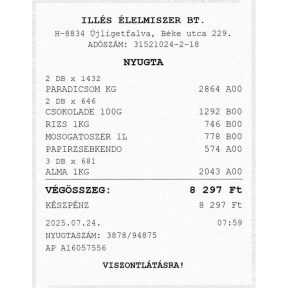 ILLÉS ÉLELMISZER BT.
H-8834 Újligetfalva, Béke utca 229.
ADÓSZÁM: 31521024-2-18
NYUGTA
2 DB x 1432
PARADICSOM KG 2864 A00
2 DB x 646
CSOKOLADE 100G 1292 B00
RIZS 1KG 746 B00
MOSOGATOSZER 1L 778 B00
PAPIRZSEBKENDO 574 A00
3 DB x 681
ALMA 1KG 2043 A00
VÉGÖSSZEG: 8 297 Ft
KÉSZPÉNZ 8 297 Ft
2025.07.24. 07:59
NYUGTASZÁM: 3878/94875
AP A16057556
VISZONTLÁTÁSRA!